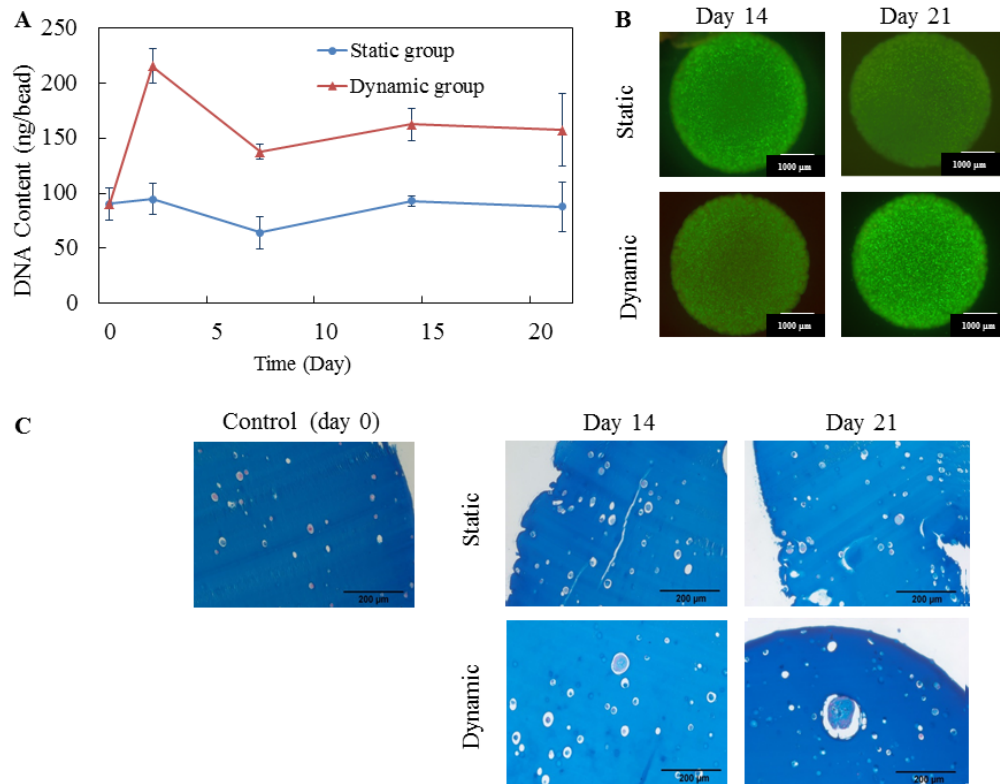 A
250
200
150
100
50
0
DNA Content (ng/bead)
Static group
Dynamic group
0 5 10 15 20
Time (Day)
B
Day 14 Day 21
Static
1000 µm 1000 µm
Dynamic
1000 µm 1000 µm
C
Control (day 0)
Day 14 Day 21
200 µm
Static
200 µm 200 µm
Dynamic
200 µm 200 µm